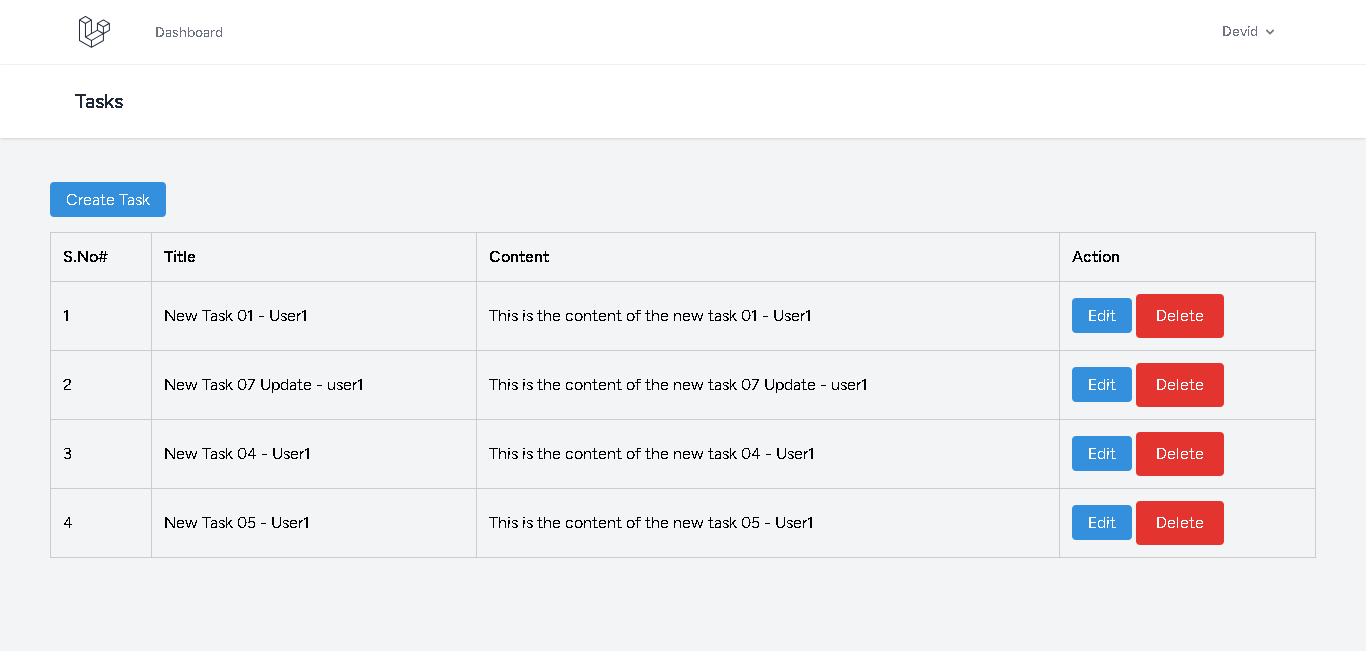 Dashboard Devid
Tasks
Create Task
S.No# Title Content Action
1 New Task 01 - User1 This is the content of the new task 01 - User1 Edit Delete
2 New Task 07 Update - user1 This is the content of the new task 07 Update - user1 Edit Delete
3 New Task 04 - User1 This is the content of the new task 04 - User1 Edit Delete
4 New Task 05 - User1 This is the content of the new task 05 - User1 Edit Delete